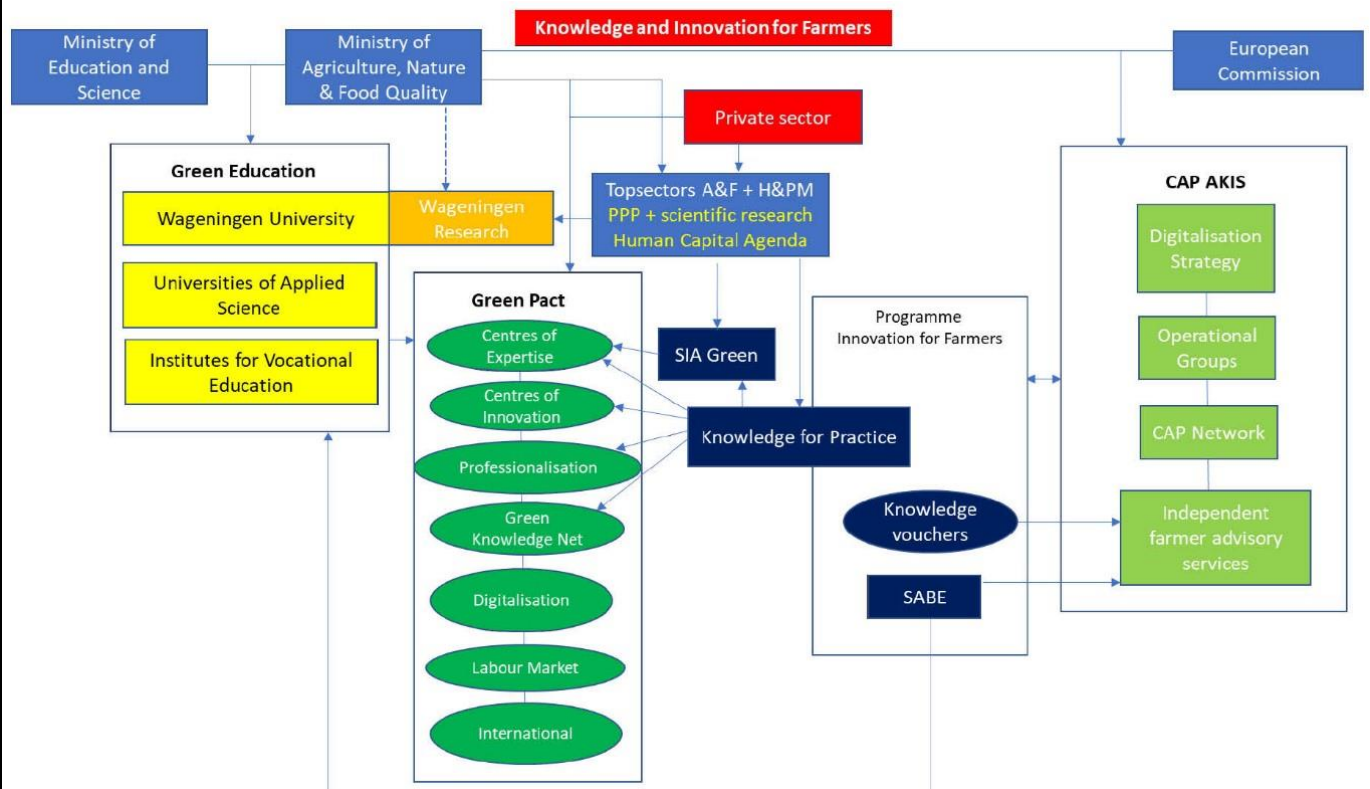 Knowledge and Innovation for Farmers
Ministry of
Education and
Science
Ministry of
Agriculture, Nature
& Food Quality
European
Commission
Private sector
Green Education
Wageningen University
Wageningen
Research
Universities of Applied
Science
Institutes for Vocational
Education
Topsectors A&F + H&PM
PPP + scientific research
Human Capital Agenda
Green Pact
Centres of
Expertise
Centres of
Innovation
Professionalisation
Green
Knowledge Net
Digitalisation
Labour Market
International
SIA Green
Knowledge for Practice
Programme
Innovation for Farmers
Knowledge
vouchers
SABE
CAP AKIS
Digitalisation
Strategy
Operational
Groups
CAP Network
Independent
farmer advisory
services